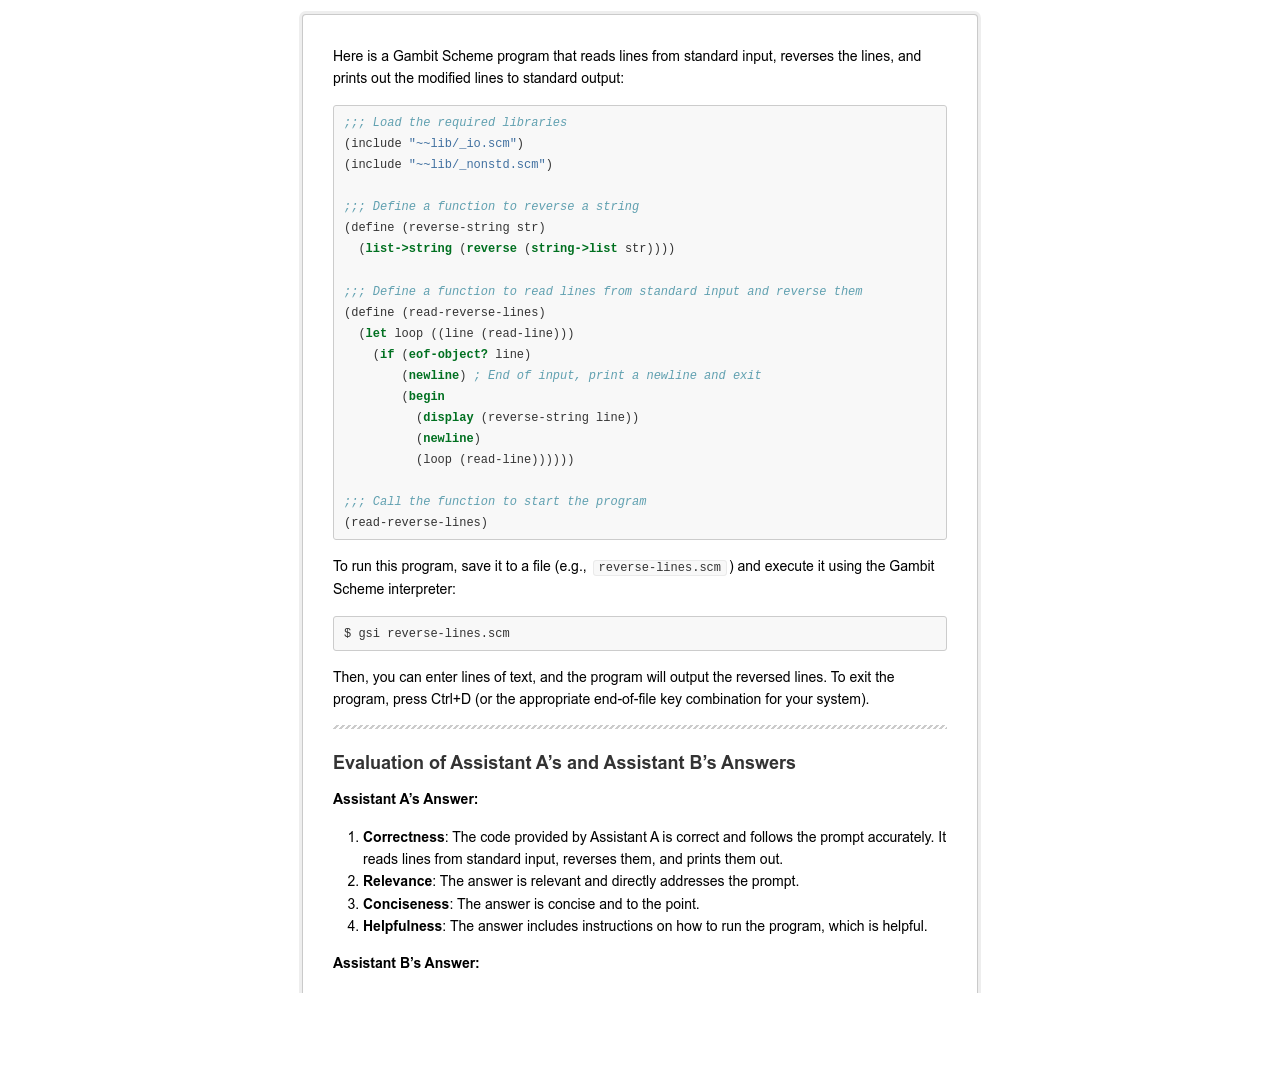 Here is a Gambit Scheme program that reads lines from standard input, reverses the lines, and
prints out the modified lines to standard output:
;;; Load the required libraries
(include "~~lib/_io.scm")
(include "~~lib/_nonstd.scm")
;;; Define a function to reverse a string
(define (reverse-string str)
  (list->string (reverse (string->list str))))
;;; Define a function to read lines from standard input and reverse them
(define (read-reverse-lines)
  (let loop ((line (read-line)))
    (if (eof-object? line)
        (newline) ; End of input, print a newline and exit
        (begin
          (display (reverse-string line))
          (newline)
          (loop (read-line))))))
;;; Call the function to start the program
(read-reverse-lines)
To run this program, save it to a file (e.g., reverse-lines.scm ) and execute it using the Gambit
Scheme interpreter:
$ gsi reverse-lines.scm
Then, you can enter lines of text, and the program will output the reversed lines. To exit the
program, press Ctrl+D (or the appropriate end-of-file key combination for your system).
Evaluation of Assistant A’s and Assistant B’s Answers
Assistant A’s Answer:
1. Correctness: The code provided by Assistant A is correct and follows the prompt accurately. It
reads lines from standard input, reverses them, and prints them out.
2. Relevance: The answer is relevant and directly addresses the prompt.
3. Conciseness: The answer is concise and to the point.
4. Helpfulness: The answer includes instructions on how to run the program, which is helpful.
Assistant B’s Answer: